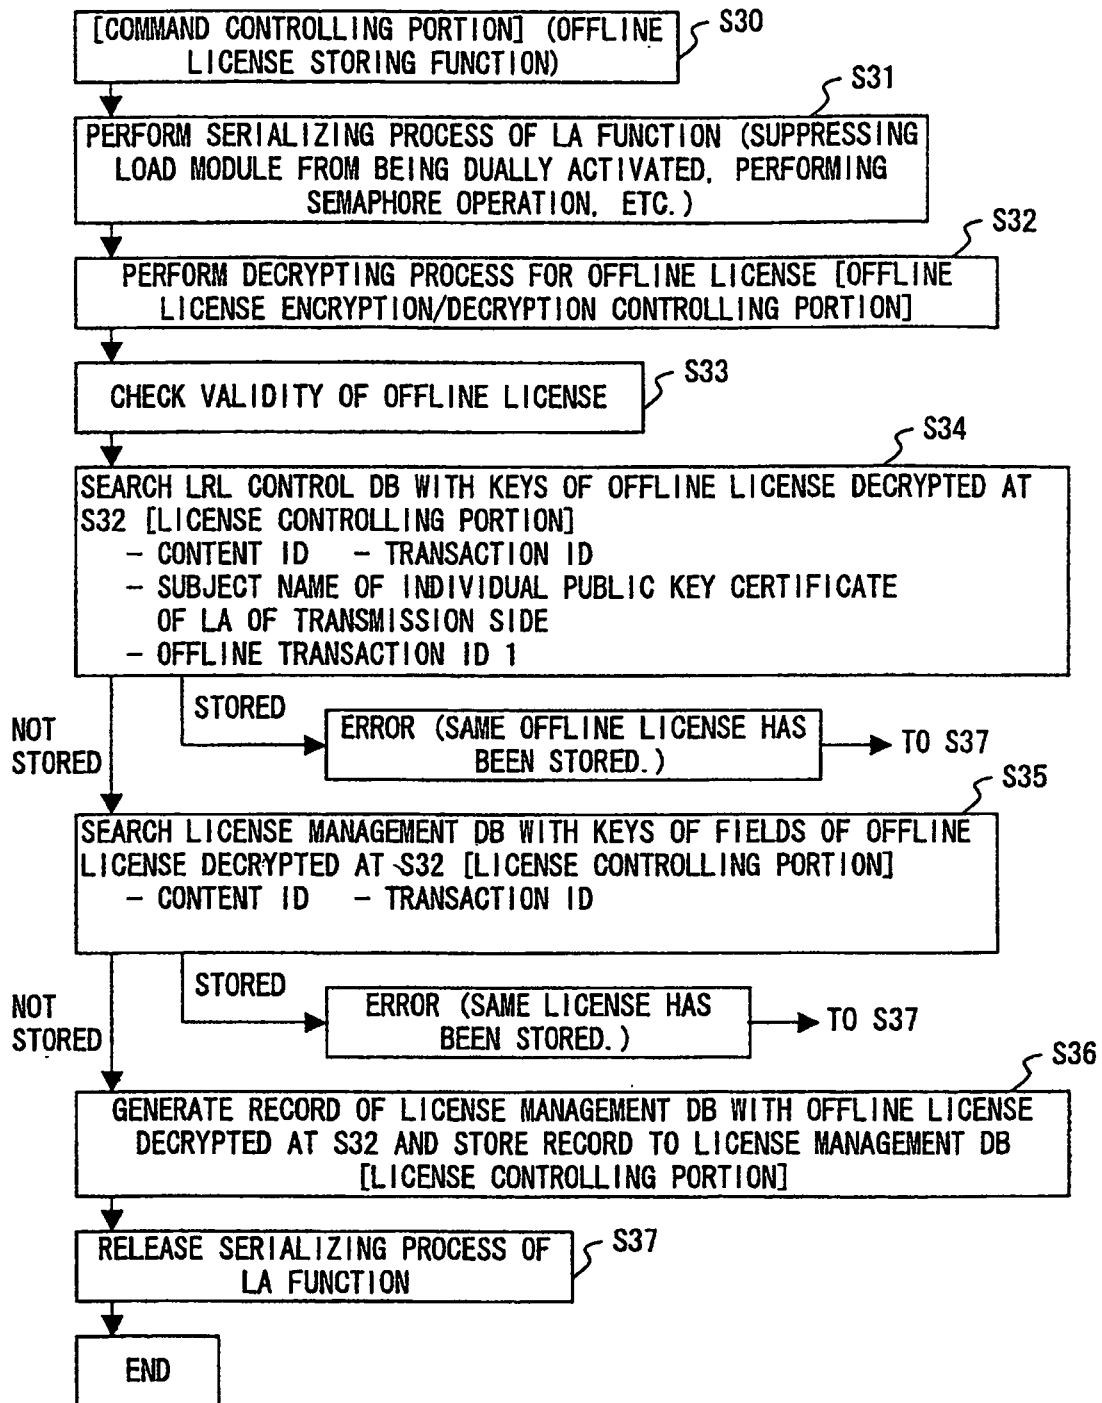 [COMMAND CONTROLLING PORTION] (OFFLINE
LICENSE STORING FUNCTION)
S30
S31
PERFORM SERIALIZING PROCESS OF LA FUNCTION (SUPPRESSING
LOAD MODULE FROM BEING DUALLY ACTIVATED, PERFORMING
SEMAPHORE OPERATION, ETC.)
S32
PERFORM DECRYPTING PROCESS FOR OFFLINE LICENSE [OFFLINE
LICENSE ENCRYPTION/DECRYPTION CONTROLLING PORTION]
S33
CHECK VALIDITY OF OFFLINE LICENSE
S34
SEARCH LRL CONTROL DB WITH KEYS OF OFFLINE LICENSE DECRYPTED AT
S32 [LICENSE CONTROLLING PORTION]
- CONTENT ID - TRANSACTION ID
- SUBJECT NAME OF INDIVIDUAL PUBLIC KEY CERTIFICATE
OF LA OF TRANSMISSION SIDE
- OFFLINE TRANSACTION ID 1
NOT
STORED
STORED
ERROR (SAME OFFLINE LICENSE HAS
BEEN STORED.)
TO S37
S35
SEARCH LICENSE MANAGEMENT DB WITH KEYS OF FIELDS OF OFFLINE
LICENSE DECRYPTED AT S32 [LICENSE CONTROLLING PORTION]
- CONTENT ID - TRANSACTION ID
NOT
STORED
STORED
ERROR (SAME LICENSE HAS
BEEN STORED.)
TO S37
S36
GENERATE RECORD OF LICENSE MANAGEMENT DB WITH OFFLINE LICENSE
DECRYPTED AT S32 AND STORE RECORD TO LICENSE MANAGEMENT DB
[LICENSE CONTROLLING PORTION]
RELEASE SERIALIZING PROCESS OF
LA FUNCTION
S37
END